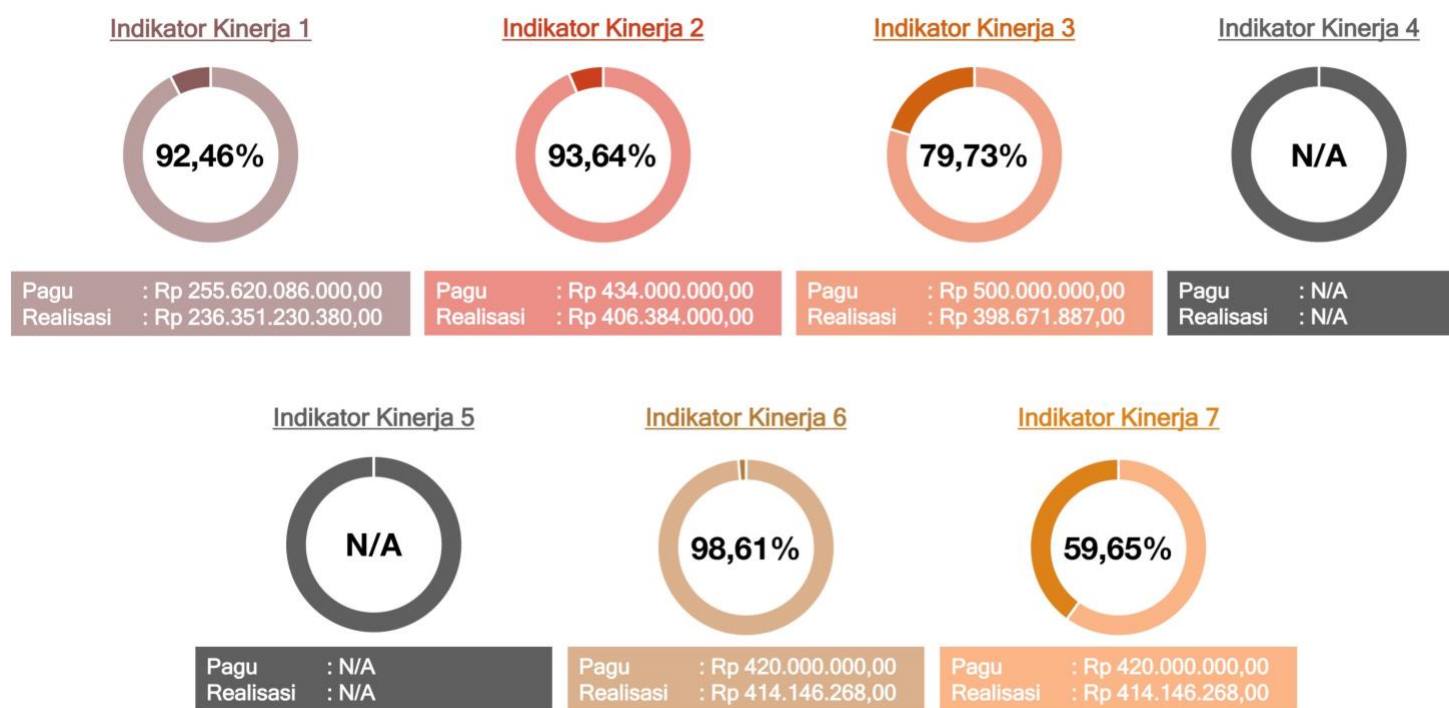 Indikator Kinerja 1
92,46%
Pagu : Rp 255.620.086.000,00
Realisasi : Rp 236.351.230.380,00
Indikator Kinerja 2
93,64%
Pagu : Rp 434.000.000,00
Realisasi : Rp 406.384.000,00
Indikator Kinerja 3
79,73%
Pagu : Rp 500.000.000,00
Realisasi : Rp 398.671.887,00
Indikator Kinerja 4
N/A
Pagu : N/A
Realisasi : N/A
Indikator Kinerja 5
N/A
Pagu : N/A
Realisasi : N/A
Indikator Kinerja 6
98,61%
Pagu : Rp 420.000.000,00
Realisasi : Rp 414.146.268,00
Indikator Kinerja 7
59,65%
Pagu : Rp 420.000.000,00
Realisasi : Rp 414.146.268,00